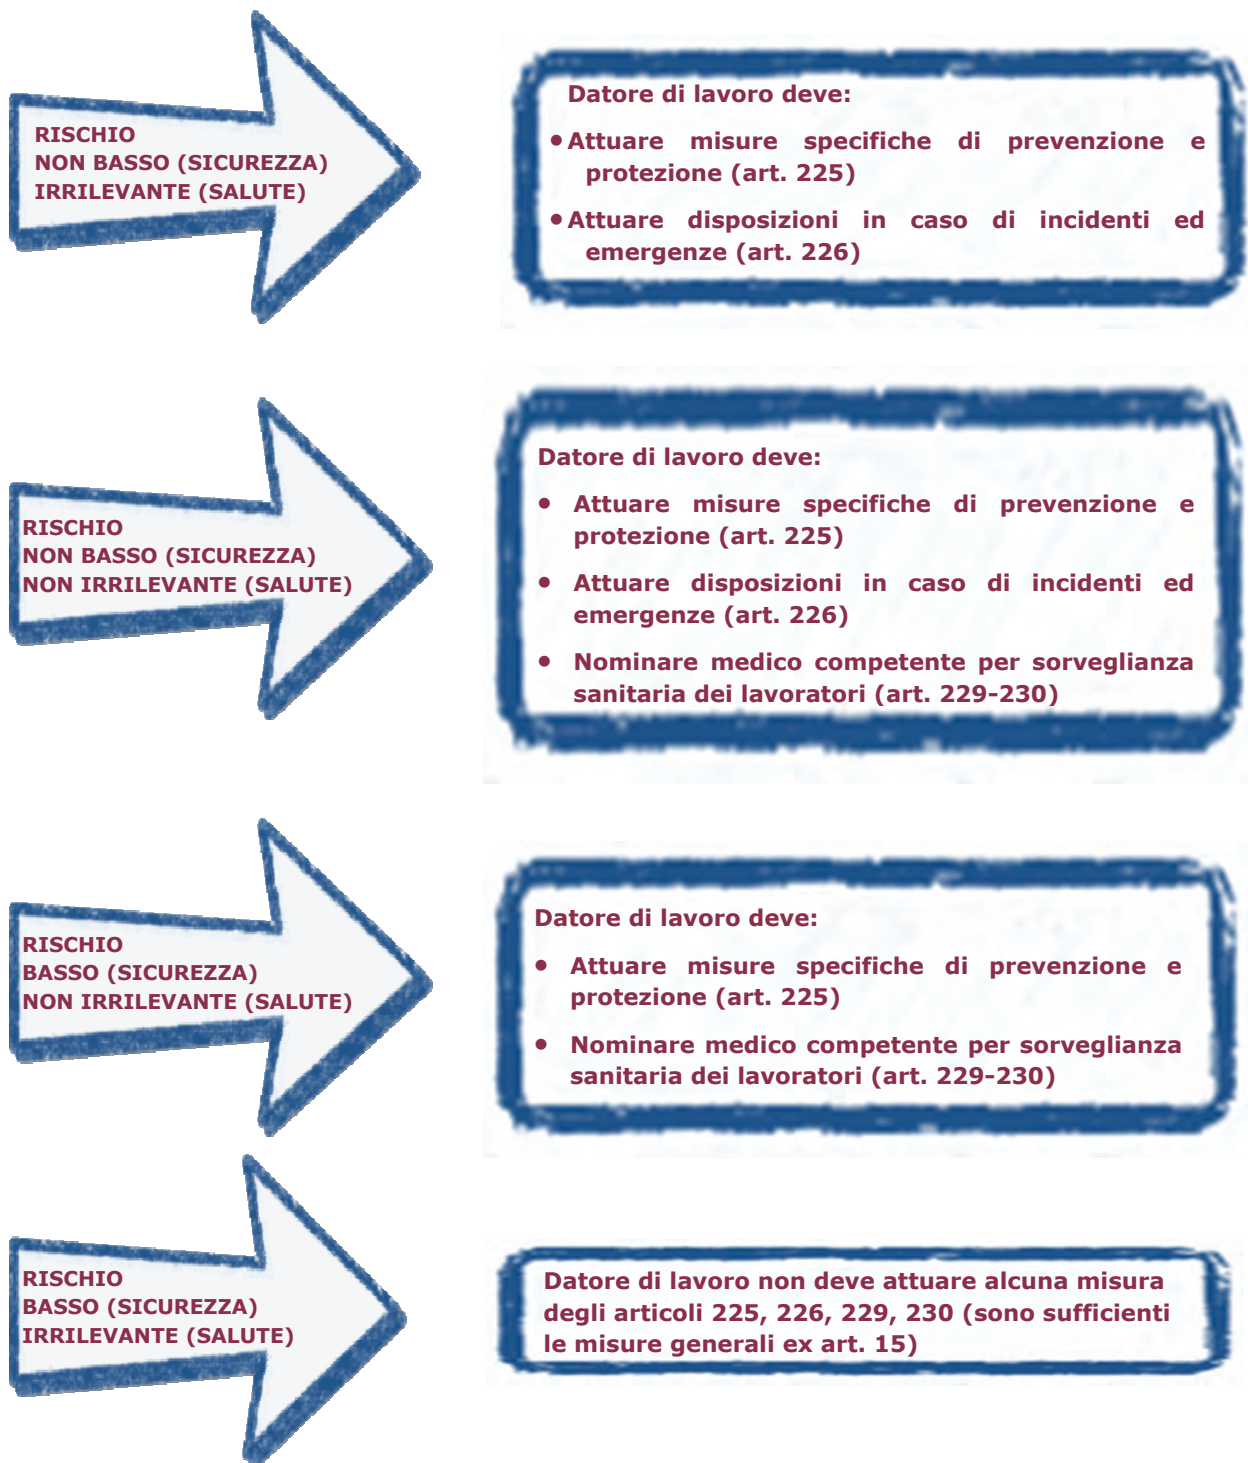 RISCHIO
NON BASSO (SICUREZZA)
IRRILEVANTE (SALUTE)
Datore di lavoro deve:
• Attuare misure specifiche di prevenzione e
protezione (art. 225)
• Attuare disposizioni in caso di incidenti ed
emergenze (art. 226)
RISCHIO
NON BASSO (SICUREZZA)
NON IRRILEVANTE (SALUTE)
Datore di lavoro deve:
• Attuare misure specifiche di prevenzione e
protezione (art. 225)
• Attuare disposizioni in caso di incidenti ed
emergenze (art. 226)
• Nominare medico competente per sorveglianza
sanitaria dei lavoratori (art. 229-230)
RISCHIO
BASSO (SICUREZZA)
NON IRRILEVANTE (SALUTE)
Datore di lavoro deve:
• Attuare misure specifiche di prevenzione e
protezione (art. 225)
• Nominare medico competente per sorveglianza
sanitaria dei lavoratori (art. 229-230)
RISCHIO
BASSO (SICUREZZA)
IRRILEVANTE (SALUTE)
Datore di lavoro non deve attuare alcuna misura
degli articoli 225, 226, 229, 230 (sono sufficienti
le misure generali ex art. 15)